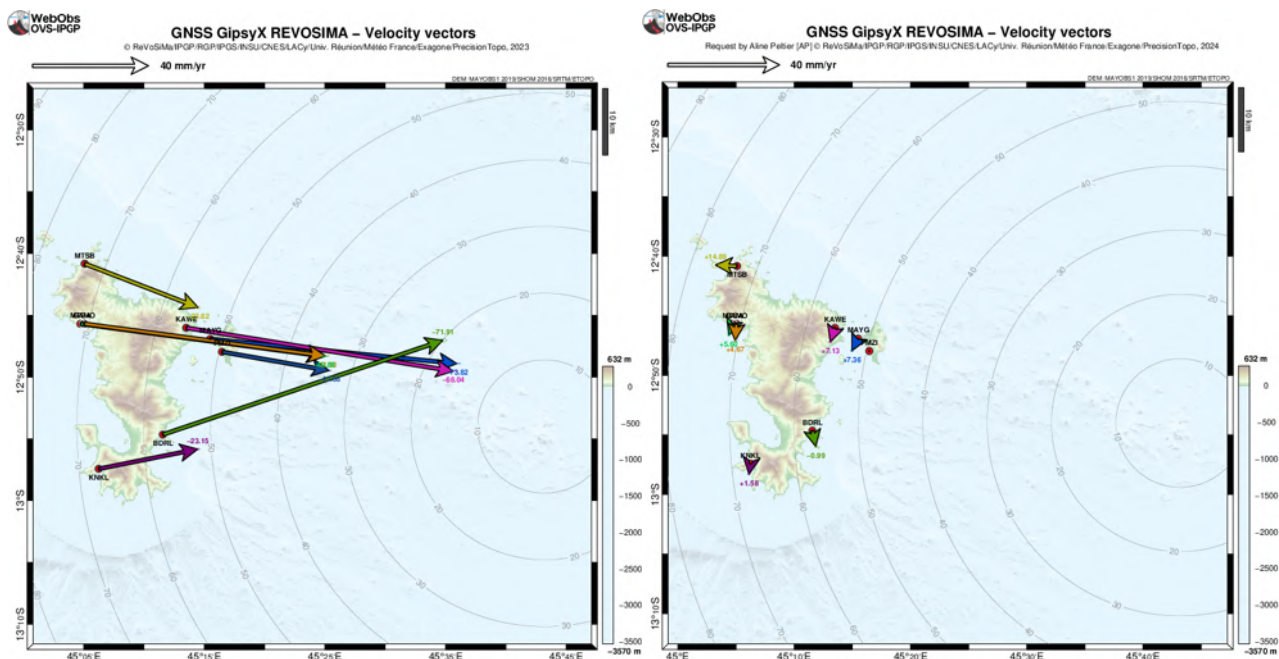 WebObs
OVS-IPGP
GNSS GipsyX REVOSIMA – Velocity vectors
© ReVoSiMa/IPGP/RGP/IPGS/INSU/CNES/LACy/Univ. Réunion/Météo France/Exagone/PrecisionTopo, 2023
40 mm/yr
DEM: MAYOBS1 2019/SHOM 2016/SRTM/ETOPO
10 km
12°30'S
12°40'S
12°50'S
13°S
13°10'S
90
80
70
60
50
40
30
20
10
MTSB
KAWE
MAYG
BDRL
KNKL
−71.91
−66.04
−23.15
632 m
0
−500
−1000
−1500
−2000
−2500
−3000
−3500
−3570 m
45°05'E
45°15'E
45°25'E
45°35'E
45°45'E
WebObs
OVS-IPGP
GNSS GipsyX REVOSIMA – Velocity vectors
Request by Aline Peltier [AP] © ReVoSiMa/IPGP/RGP/IPGS/INSU/CNES/LACy/Univ. Réunion/Météo France/Exagone/PrecisionTopo, 2024
40 mm/yr
DEM: MAYOBS1 2019/SHOM 2016/SRTM/ETOPO
10 km
12°30'S
12°40'S
12°50'S
13°S
13°10'S
90
80
70
60
50
40
30
20
10
MTSB
KAWE
+7.13
MAYG
+7.36
BDRL
−0.99
KNKL
+1.58
632 m
0
−500
−1000
−1500
−2000
−2500
−3000
−3500
−3570 m
45°E
45°10'E
45°20'E
45°30'E
45°40'E